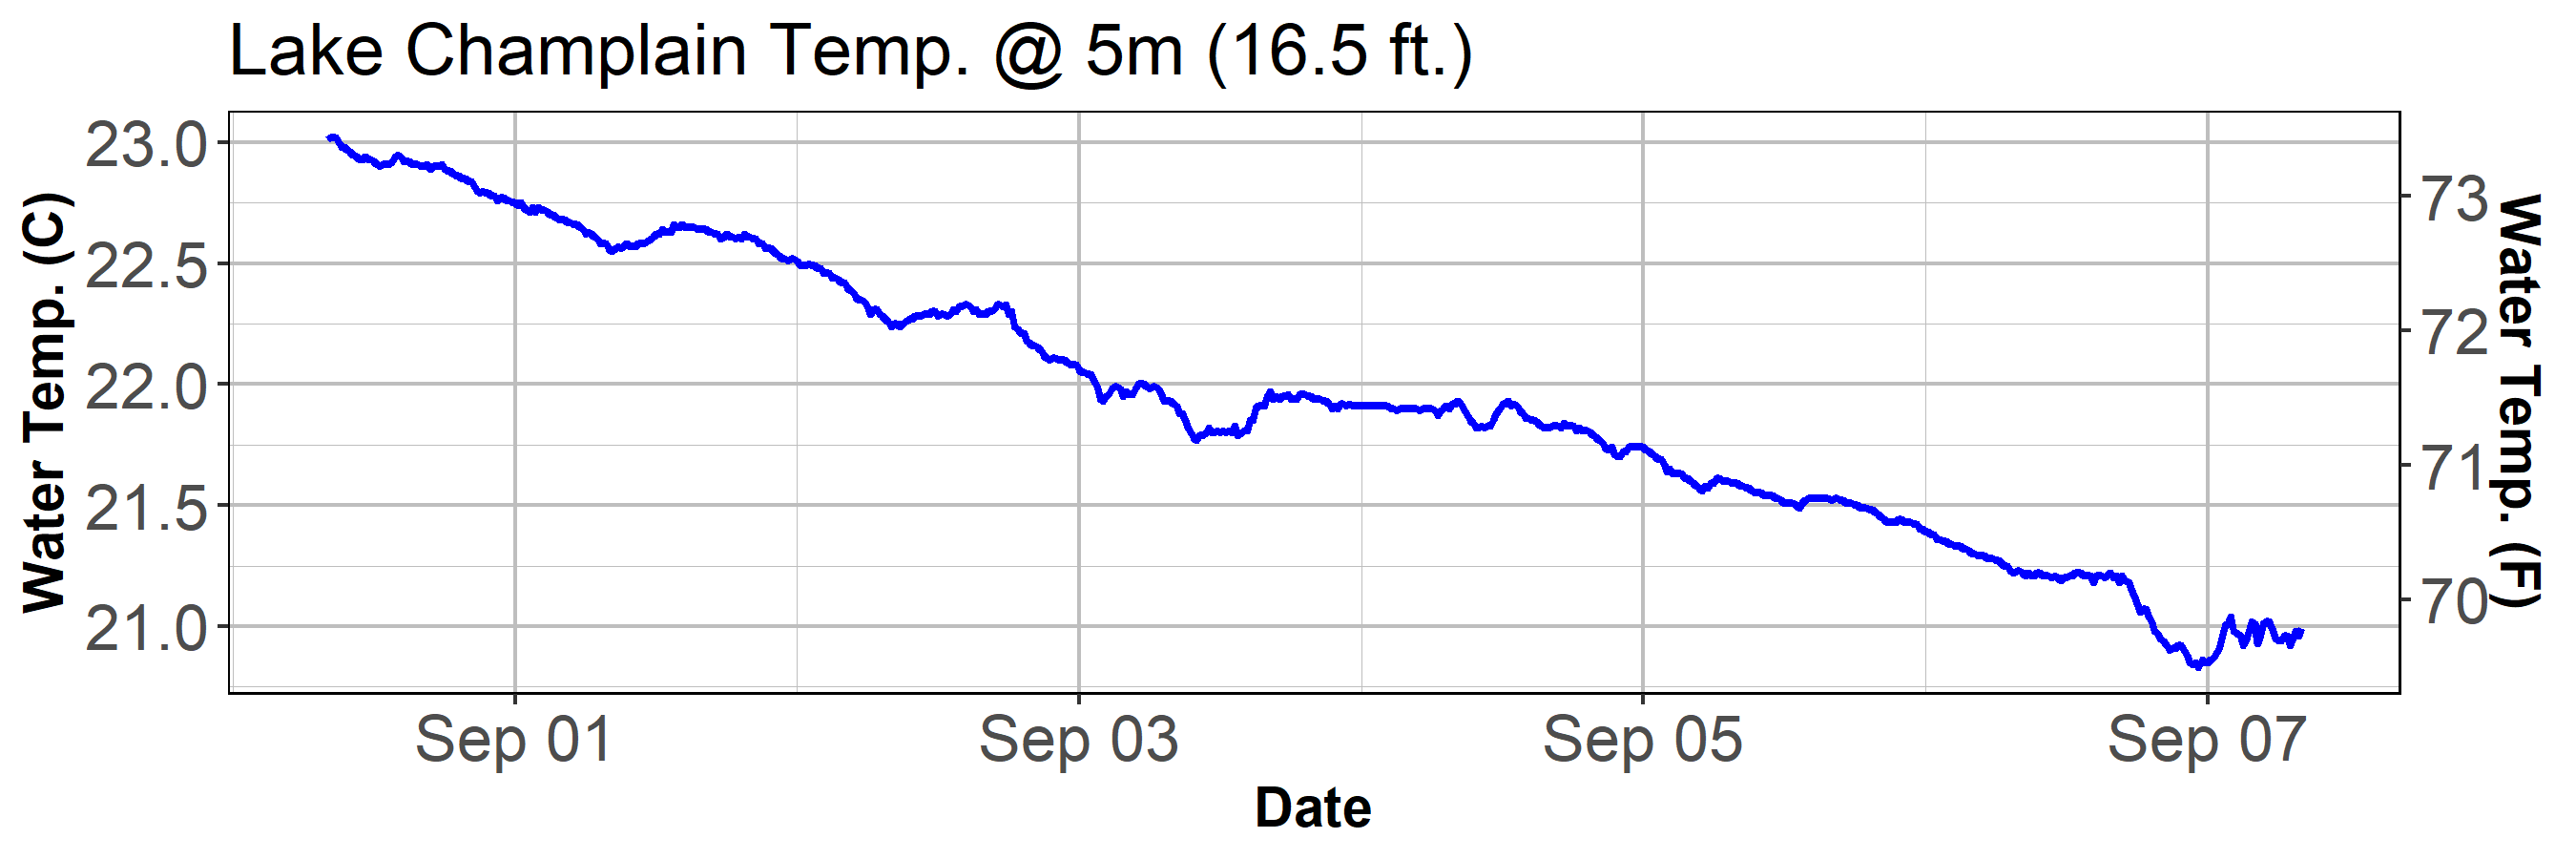 Lake Champlain Temp. @ 5m (16.5 ft.)
Water Temp. (C)
23.0
22.5
22.0
21.5
21.0
73
72
71
70
Water Temp. (F)
Sep 01
Sep 03
Sep 05
Sep 07
Date